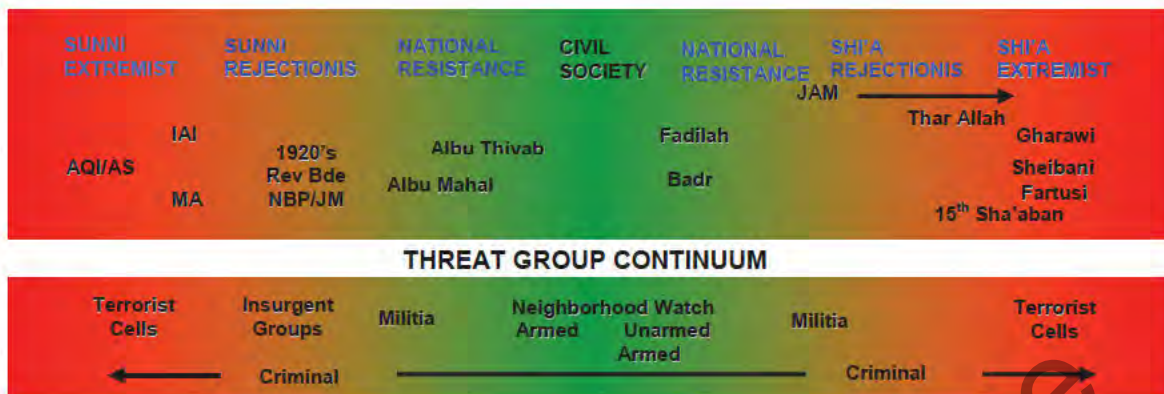 SUNNI EXTREMIST
SUNNI REJECTIONIS
NATIONAL RESISTANCE
CIVIL SOCIETY
NATIONAL RESISTANCE
SHI'A REJECTIONIS
SHI'A EXTREMIST
JAM
Thar Allah
IAI
AQI/AS
MA
1920's
Rev Bde
NBP/JM
Albu Thivab
Albu Mahal
Fadilah
Badr
Gharawi
Sheibani
Fartusi
15th Sha'aban
THREAT GROUP CONTINUUM
Terrorist
Cells
Insurgent
Groups
Militia
Neighborhood Watch
Armed Unarmed
Armed
Militia
Terrorist
Cells
Criminal
Criminal